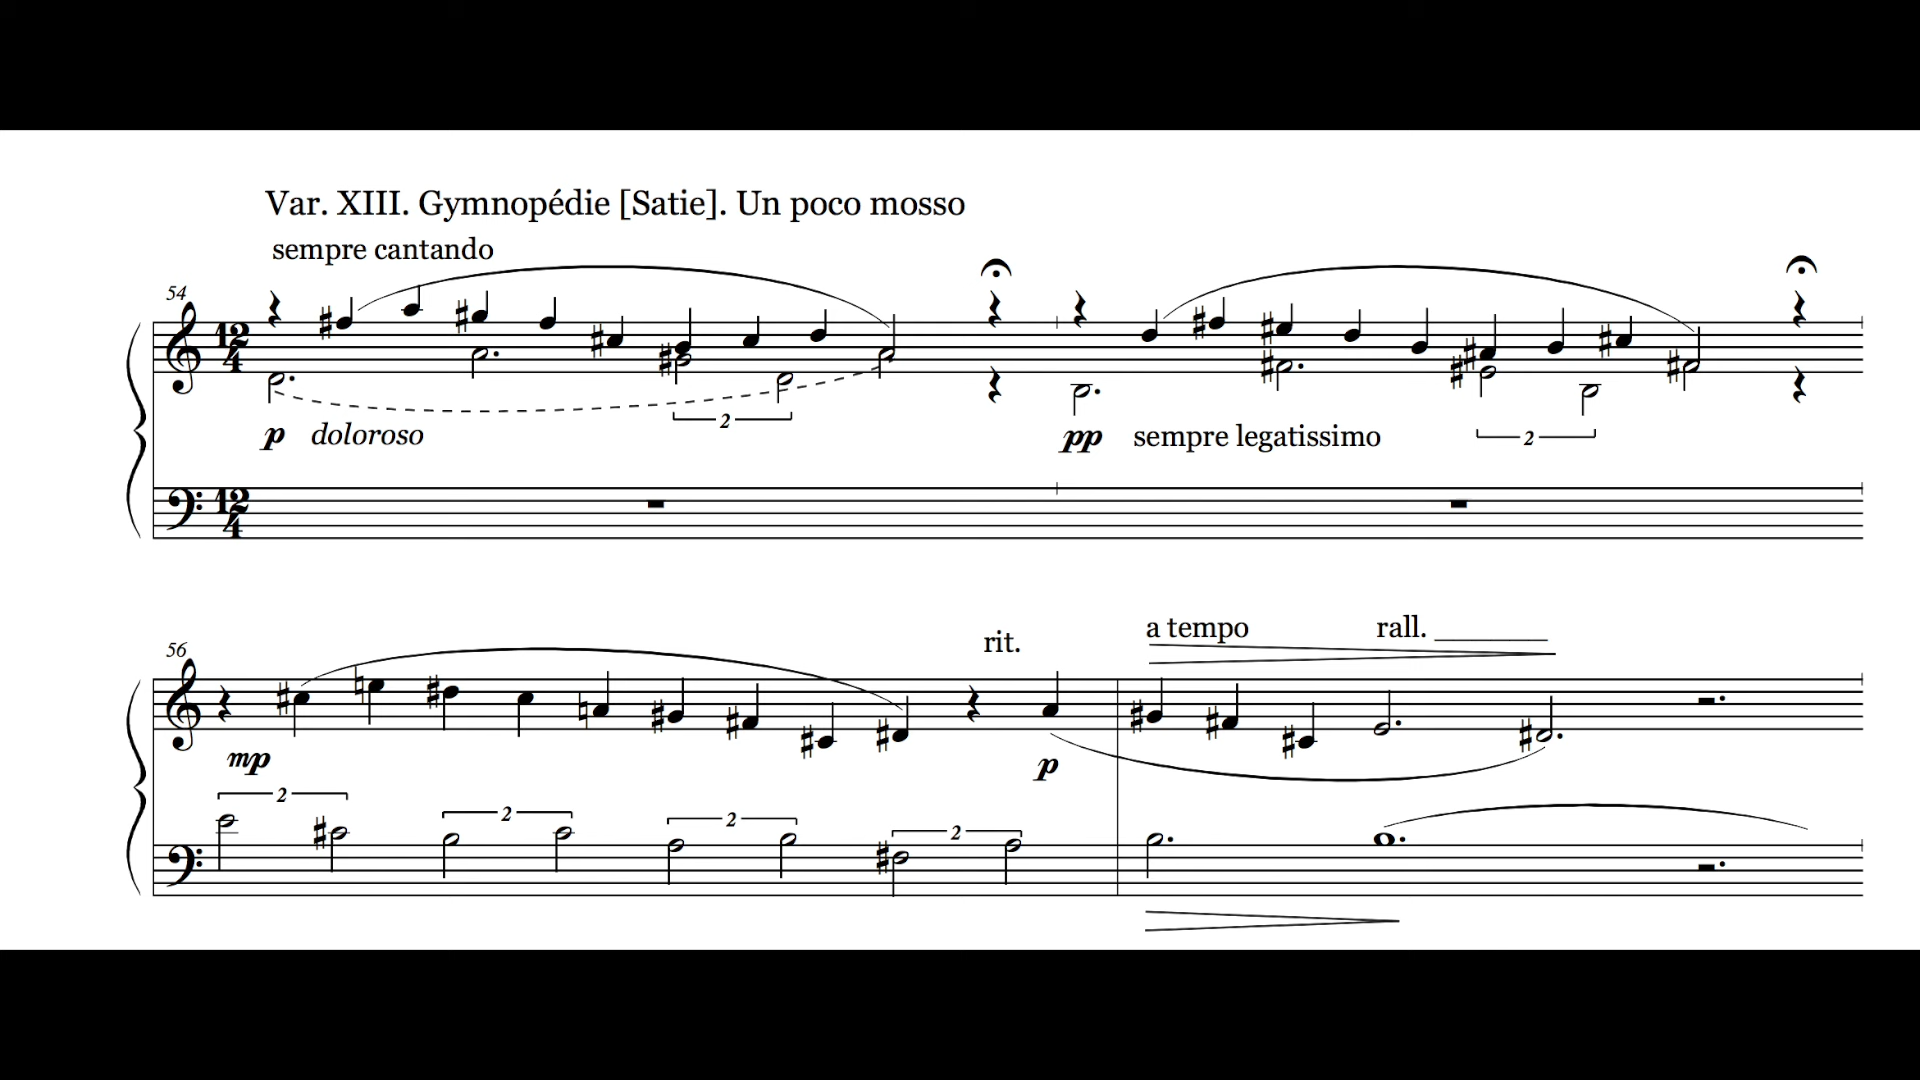 Var. XIII. Gymnopédie [Satie]. Un poco mosso
sempre cantando
54
12
4
2
p doloroso
pp sempre legatissimo
2
12
4
rit.
a tempo
rall. ________
56
mp
p
2
2
2
2